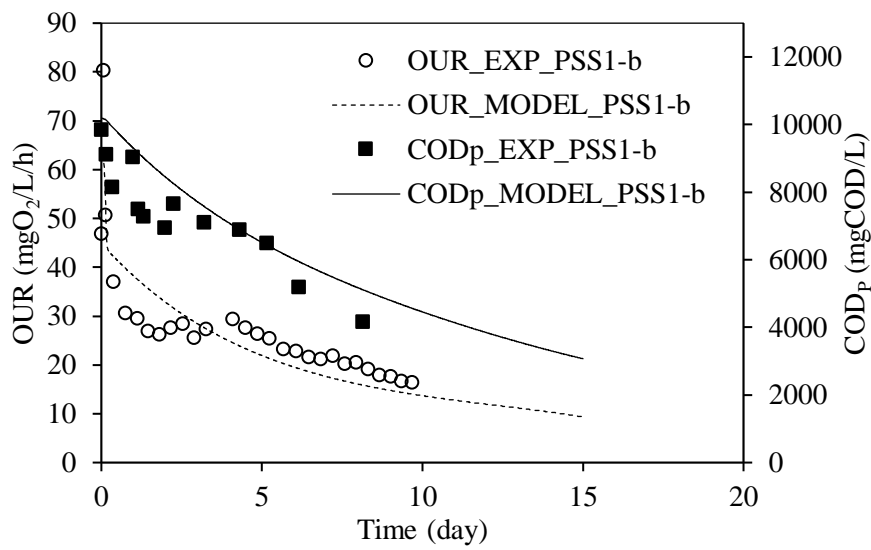 90
80
70
60
50
40
30
20
10
0
OUR (mgO₂/L/h)
OUR_EXP_PSS1-b
OUR_MODEL_PSS1-b
CODp_EXP_PSS1-b
CODp_MODEL_PSS1-b
12000
10000
8000
6000
4000
2000
0
COD_P (mgCOD/L)
0 5 10 15 20
Time (day)